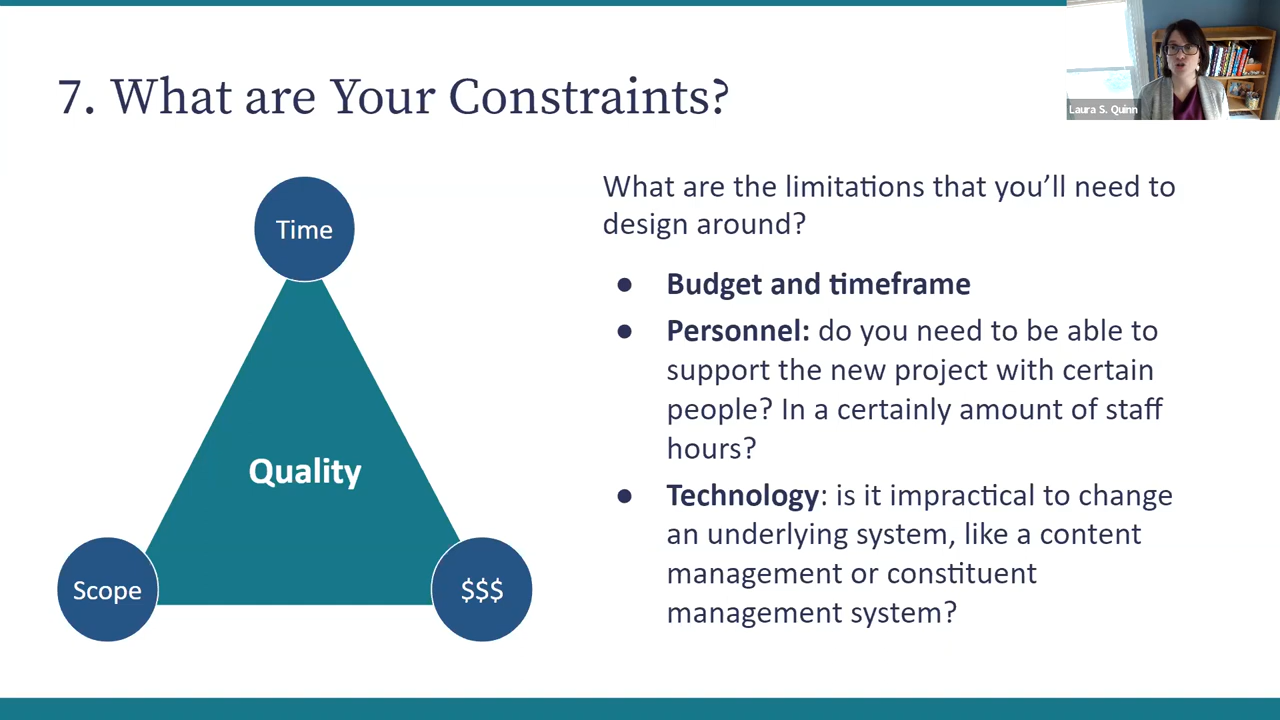 7. What are Your Constraints?
Laura S. Quinn
Time
Quality
Scope
$$$
What are the limitations that you’ll need to
design around?
● Budget and timeframe
● Personnel: do you need to be able to
support the new project with certain
people? In a certainly amount of staff
hours?
● Technology: is it impractical to change
an underlying system, like a content
management or constituent
management system?